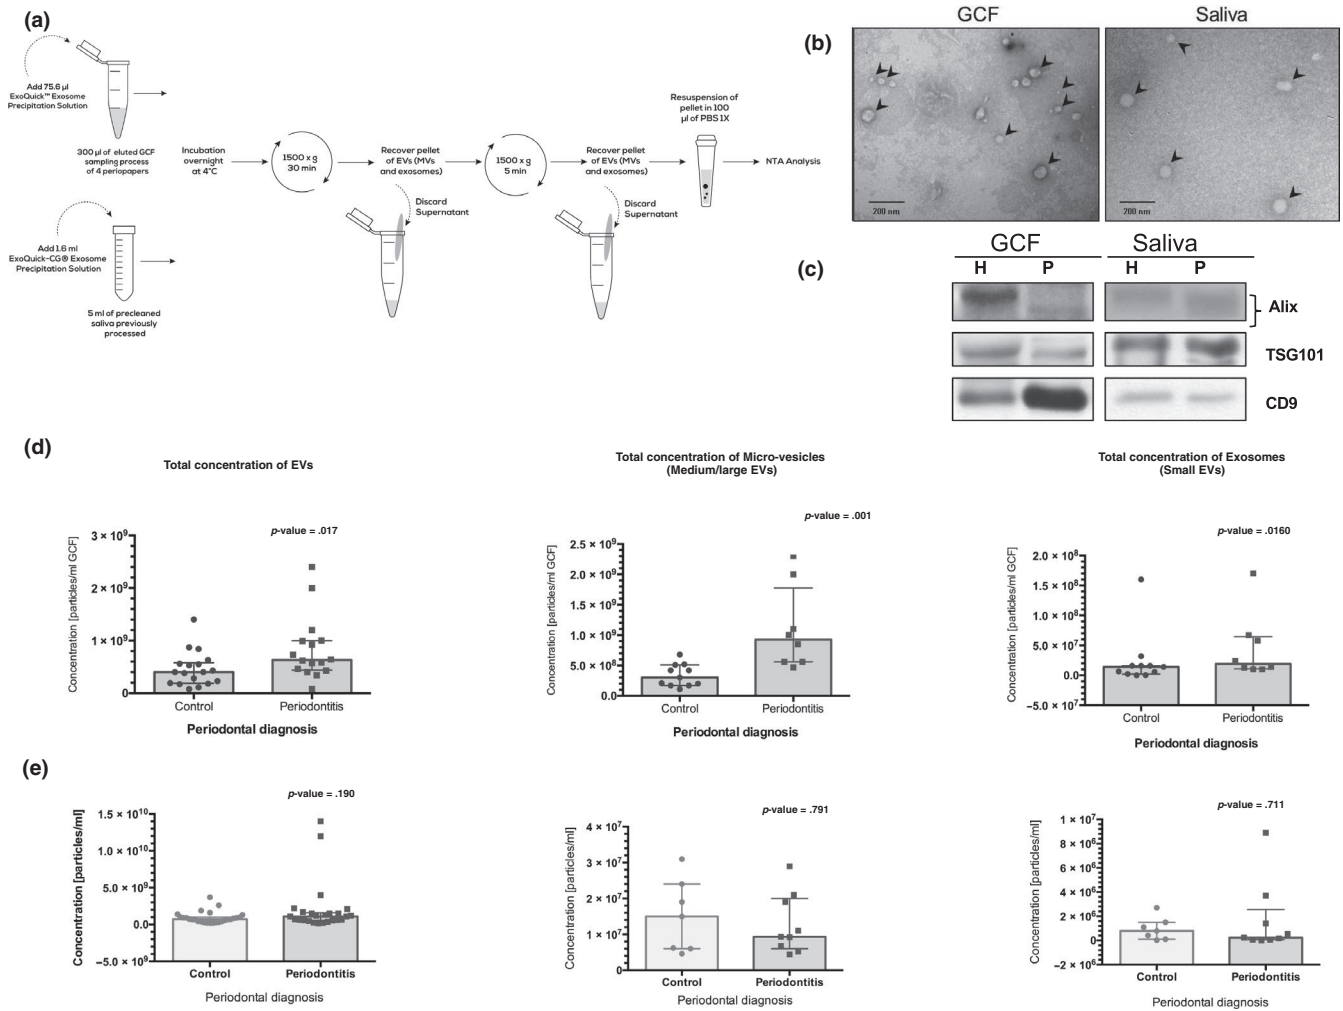 (a)
Add 75.6 µl
ExoQuick™ Exosome
Precipitation Solution
300 µl of eluted GCF
sampling process
of 4 periopapers
Add 1.6 ml
ExoQuick-CG® Exosome
Precipitation Solution
5 ml of precleaned
saliva previously
processed
Incubation
overnight
at 4°C
1500 x g
30 min
Recover pellet
of EVs (MVs
and exosomes)
Discard
Supernatant
1500 x g
5 min
Recover pellet
of EVs (MVs
and exosomes)
Discard
Supernatant
Resuspension of
pellet in 100
µl of PBS 1X
NTA Analysis
(b)
GCF
Saliva
200 nm
200 nm
(c)
GCF
Saliva
H P
H P
Alix
TSG101
CD9
(d)
Total concentration of EVs
p-value = .017
Concentration [particles/ml GCF]
3 × 10⁹
2 × 10⁹
1 × 10⁹
0
Control
Periodontitis
Periodontal diagnosis
Total concentration of Micro-vesicles
(Medium/large EVs)
p-value = .001
Concentration [particles/ml GCF]
2.5 × 10⁹
2.0 × 10⁹
1.5 × 10⁹
1.0 × 10⁹
5.0 × 10⁸
0.0
Control
Periodontitis
Periodontal diagnosis
Total concentration of Exosomes
(Small EVs)
p-value = .0160
Concentration [particles/ml GCF]
2.0 × 10⁸
1.5 × 10⁸
1.0 × 10⁸
5.0 × 10⁷
0.0
−5.0 × 10⁷
Control
Periodontitis
Periodontal diagnosis
(e)
p-value = .190
Concentration [particles/ml]
1.5 × 10¹⁰
1.0 × 10¹⁰
5.0 × 10⁹
0.0
−5.0 × 10⁹
Control
Periodontitis
Periodontal diagnosis
p-value = .791
Concentration [particles/ml]
4 × 10⁷
3 × 10⁷
2 × 10⁷
1 × 10⁷
0
Control
Periodontitis
Periodontal diagnosis
p-value = .711
Concentration [particles/ml]
1 × 10⁷
8 × 10⁶
6 × 10⁶
4 × 10⁶
2 × 10⁶
0
−2 × 10⁶
Control
Periodontitis
Periodontal diagnosis